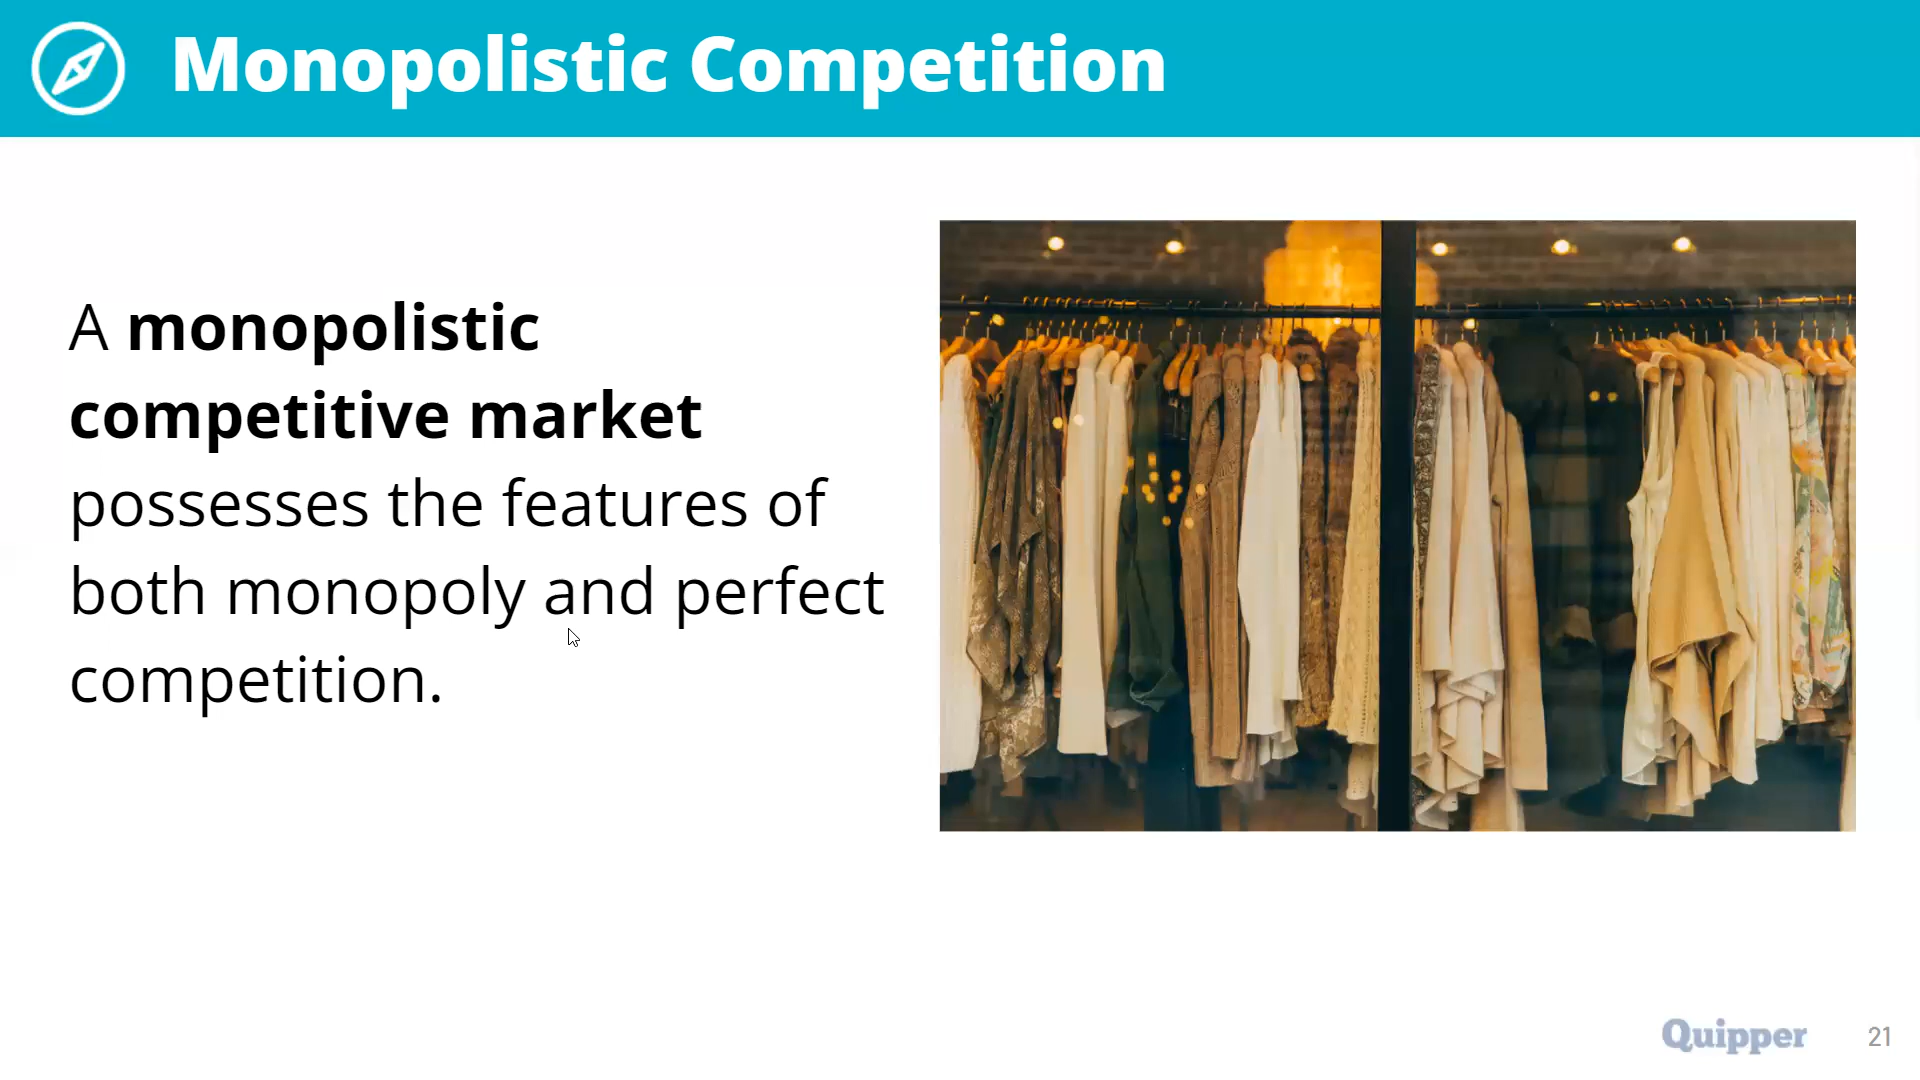 Monopolistic Competition
A monopolistic
competitive market
possesses the features of
both monopoly and perfect
competition.
Quipper 21